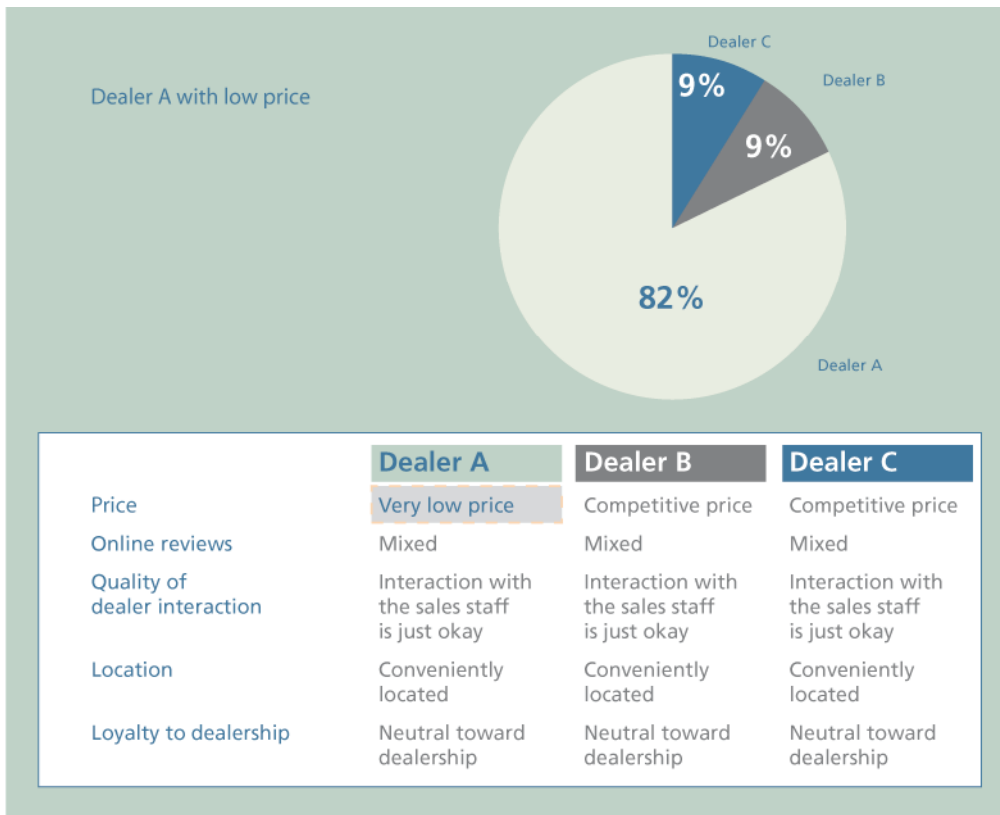 Dealer C
Dealer B
9%
Dealer A with low price
9%
82%
Dealer A
Dealer A Dealer B Dealer C
Price Very low price Competitive price Competitive price
Online reviews Mixed Mixed Mixed
Quality of Interaction with Interaction with Interaction with
dealer interaction the sales staff the sales staff the sales staff
is just okay is just okay is just okay
Location Conveniently Conveniently Conveniently
located located located
Loyalty to dealership Neutral toward Neutral toward Neutral toward
dealership dealership dealership